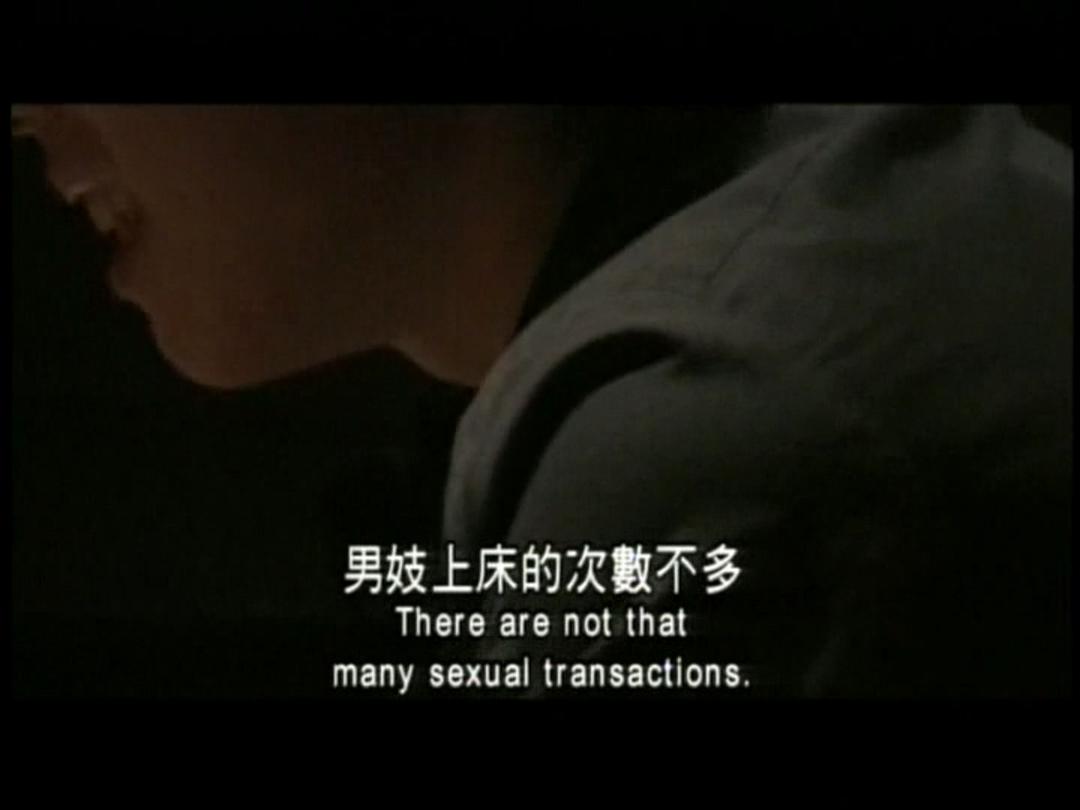 男妓上床的次數不多
There are not that
many sexual transactions.